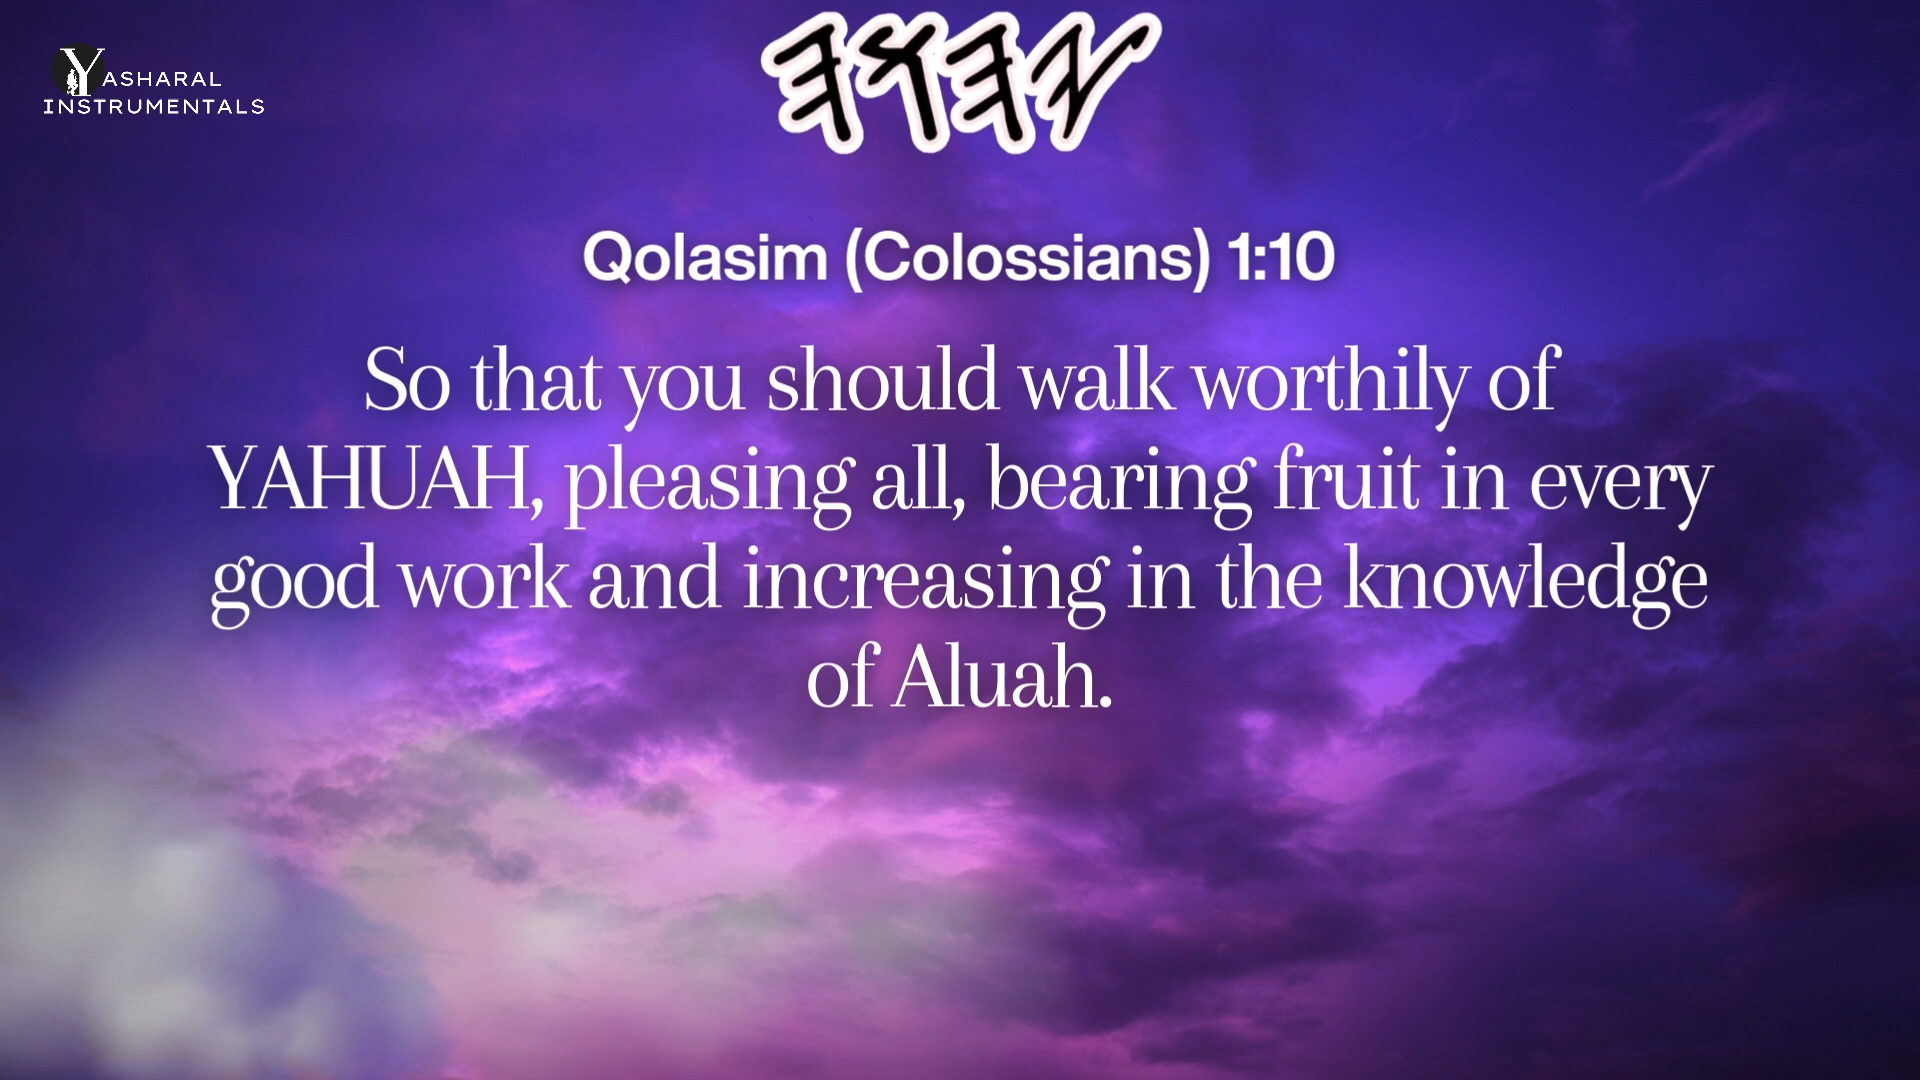 𐤉𐤄𐤅𐤄
YASHARAL
INSTRUMENTALS
Qolasim (Colossians) 1:10
So that you should walk worthily of
YAHUAH, pleasing all, bearing fruit in every
good work and increasing in the knowledge
of Aluah.